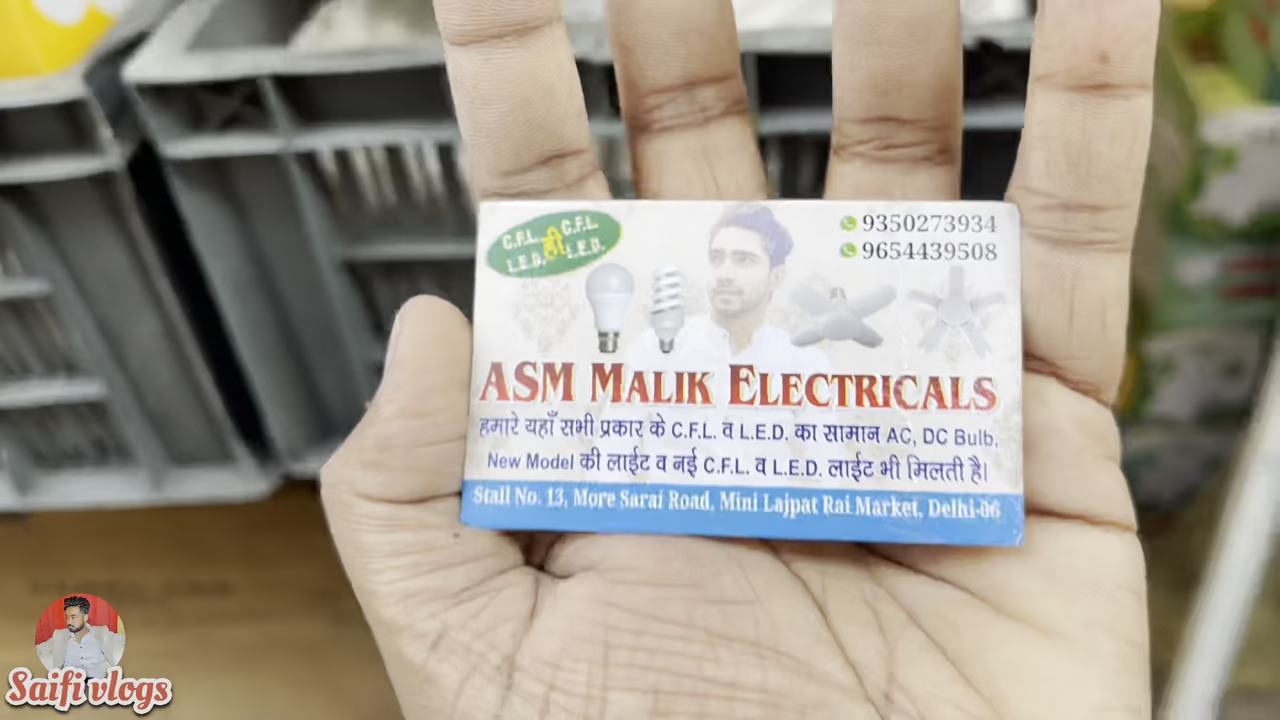 C.F.L. ही C.F.L.
L.E.D. L.E.D.
9350273934
9654439508
ASM MALIK ELECTRICALS
हमारे यहाँ सभी प्रकार के C.F.L. व L.E.D. का सामान AC, DC Bulb,
New Model की लाईट व नई C.F.L. व L.E.D. लाईट भी मिलती है।
Stall No. 13, More Sarai Road, Mini Lajpat Rai Market, Delhi-06
Saifi vlogs